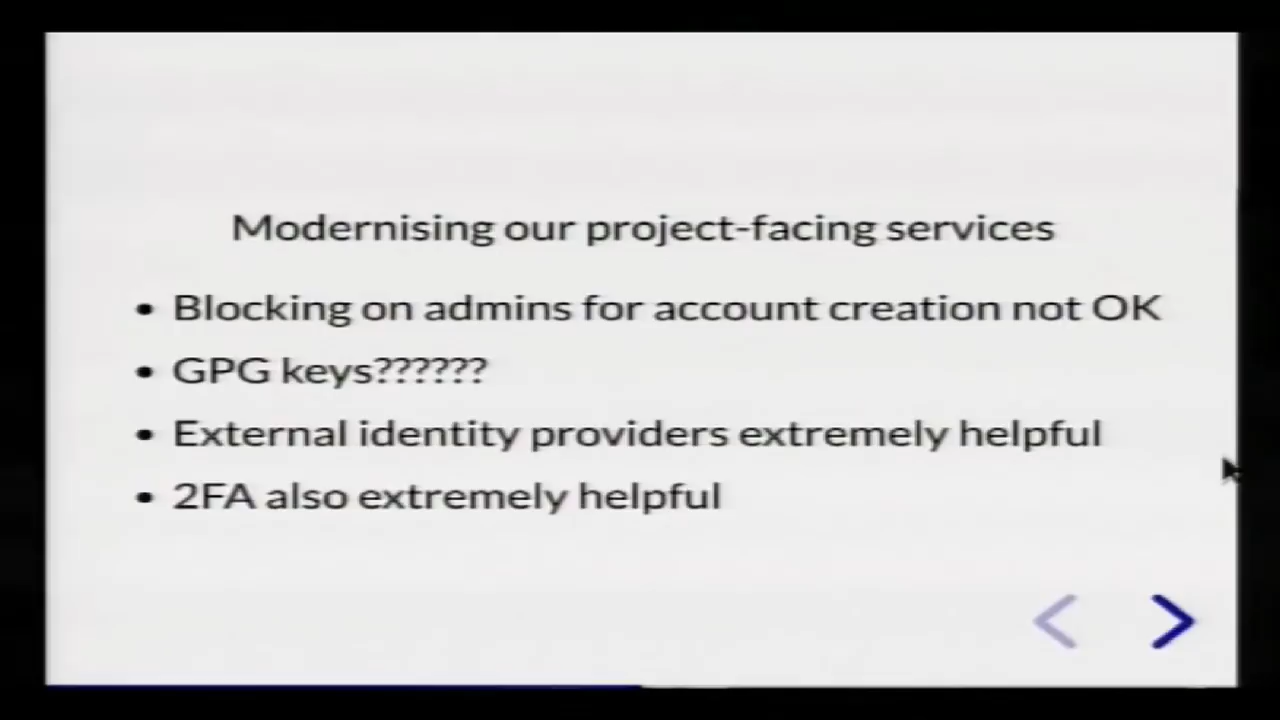 Modernising our project-facing services
Blocking on admins for account creation not OK
GPG keys??????
External identity providers extremely helpful
2FA also extremely helpful